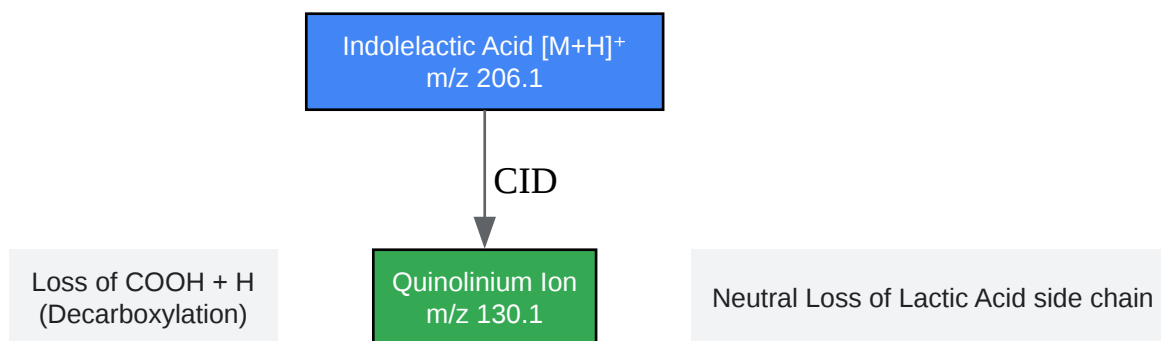 Indolelactic Acid [M+H]⁺
m/z 206.1
CID
Loss of COOH + H
(Decarboxylation)
Quinolinium Ion
m/z 130.1
Neutral Loss of Lactic Acid side chain